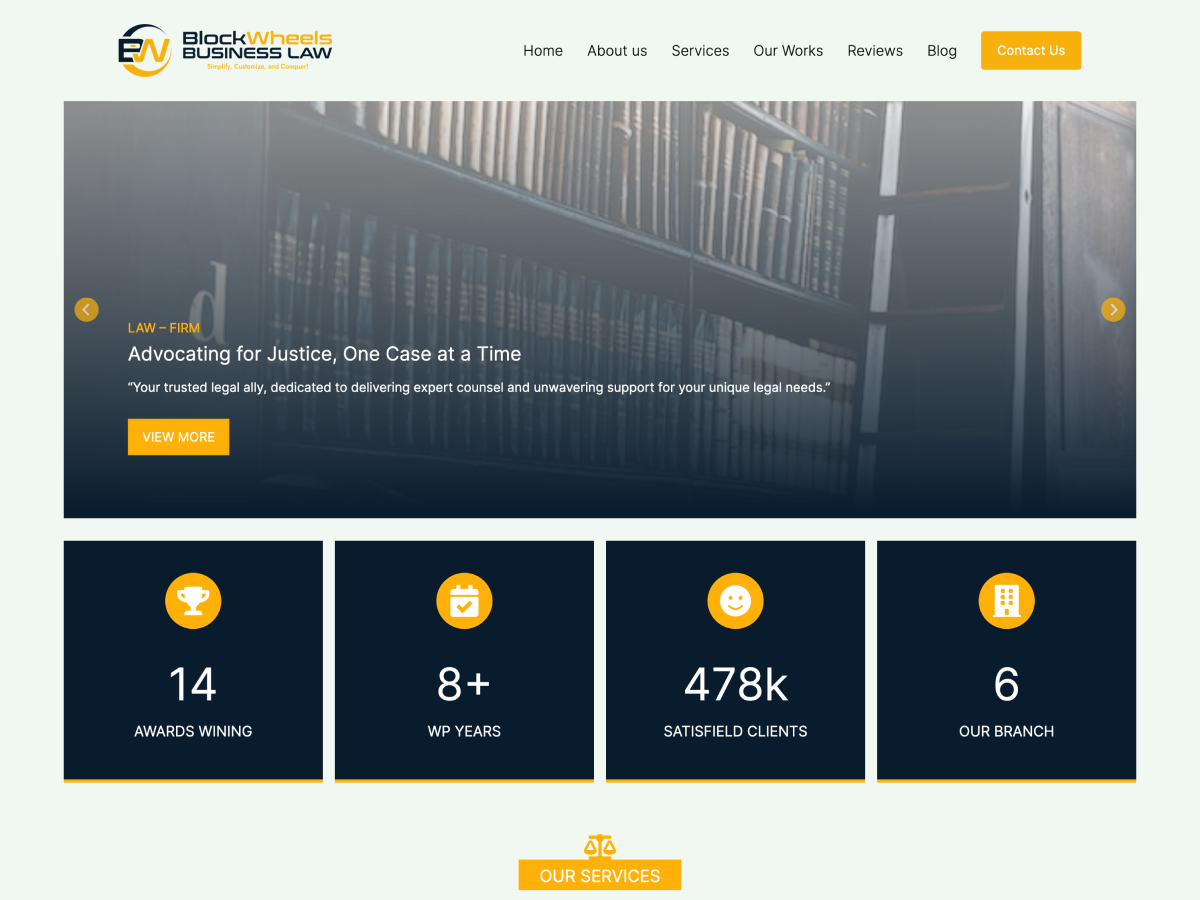 BlockWheels
BUSINESS LAW
Simplify, Customize, and Conquer!
Home About us Services Our Works Reviews Blog Contact Us
LAW – FIRM
Advocating for Justice, One Case at a Time
“Your trusted legal ally, dedicated to delivering expert counsel and unwavering support for your unique legal needs.”
VIEW MORE
14 8+ 478k 6
AWARDS WINING WP YEARS SATISFIELD CLIENTS OUR BRANCH
OUR SERVICES